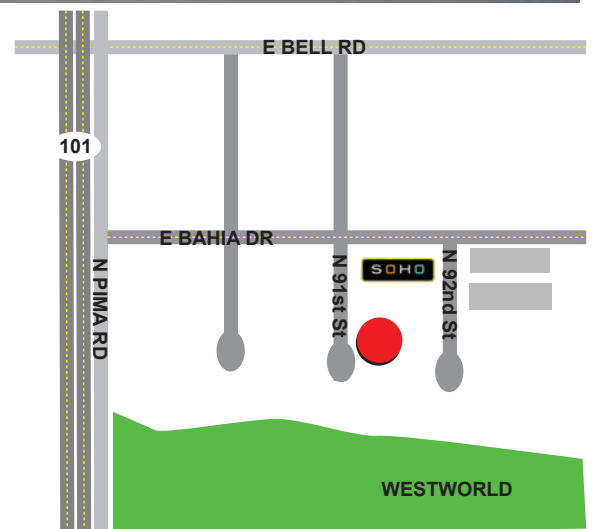 E BELL RD
101
E BAHIA DR
N PIMA RD
N 91st St
SOHO
N 92nd St
WESTWORLD